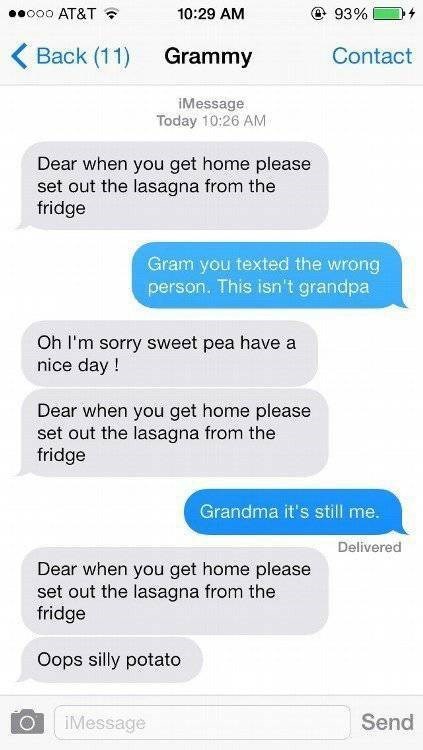 AT&T 10:29 AM 93%
Back (11) Grammy Contact
iMessage
Today 10:26 AM
Dear when you get home please
set out the lasagna from the
fridge
Gram you texted the wrong
person. This isn't grandpa
Oh I'm sorry sweet pea have a
nice day !
Dear when you get home please
set out the lasagna from the
fridge
Grandma it's still me.
Delivered
Dear when you get home please
set out the lasagna from the
fridge
Oops silly potato
iMessage Send